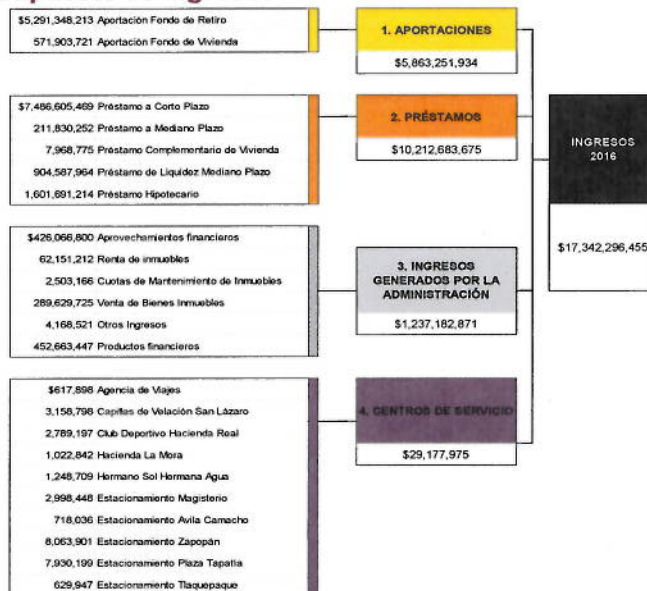 $5,291,348,213 Aportación Fondo de Retiro
571,903,721 Aportación Fondo de Vivienda
1. APORTACIONES
$5,863,251,934
$7,486,605,469 Préstamo a Corto Plazo
211,830,252 Préstamo a Mediano Plazo
7,968,775 Préstamo Complementario de Vivienda
904,587,964 Préstamo de Liquidez Mediano Plazo
1,601,691,214 Préstamo Hipotecario
2. PRÉSTAMOS
$10,212,683,675
$426,066,800 Aprovechamientos financieros
62,151,212 Renta de inmuebles
2,503,166 Cuotas de Mantenimiento de Inmuebles
289,629,725 Venta de Bienes Inmuebles
4,168,521 Otros Ingresos
452,663,447 Productos financieros
3. INGRESOS
GENERADOS POR LA
ADMINISTRACIÓN
$1,237,182,871
$617,898 Agencia de Viajes
3,158,798 Capillas de Velación San Lázaro
2,789,197 Club Deportivo Hacienda Real
1,022,842 Hacienda La Mora
1,248,709 Hermano Sol Hermana Agua
2,998,448 Estacionamiento Magisterio
718,036 Estacionamiento Avila Camacho
8,063,901 Estacionamiento Zapopán
7,930,199 Estacionamiento Plaza Tapatía
629,947 Estacionamiento Tlaquepaque
4. CENTROS DE SERVICIO
$29,177,975
INGRESOS
2016
$17,342,296,455